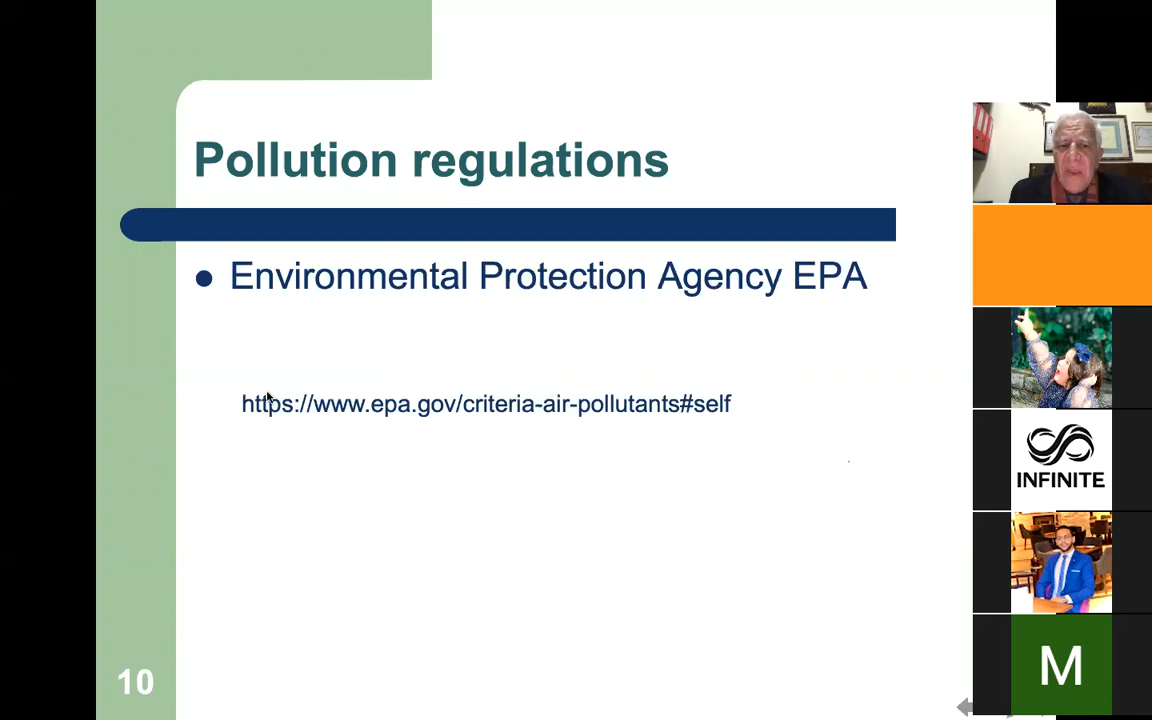 Pollution regulations
Environmental Protection Agency EPA
https://www.epa.gov/criteria-air-pollutants#self
10
INFINITE
M